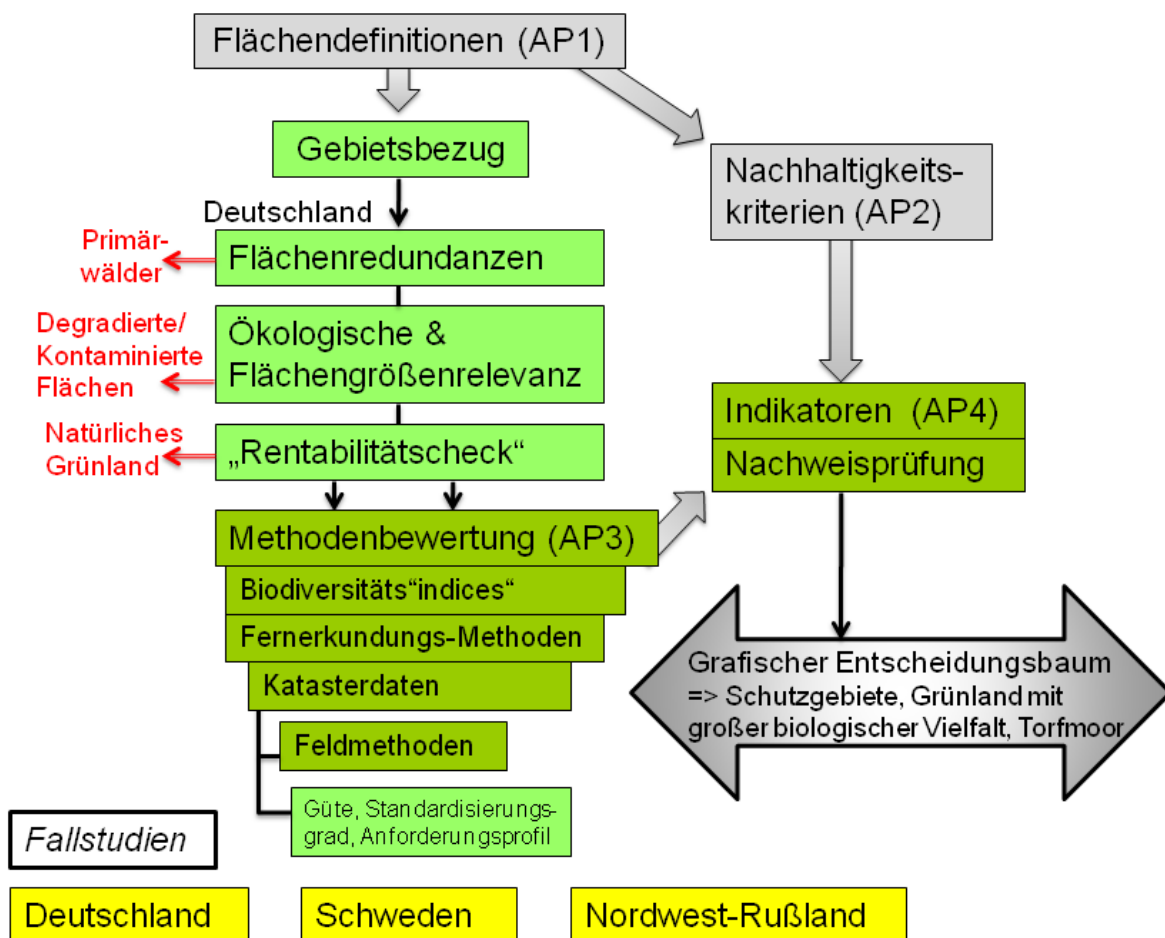 Flächendefinitionen (AP1)
Gebietsbezug
Nachhaltigkeits-
kriterien (AP2)
Deutschland
Primär-
wälder
Flächenredundanzen
Degradierte/
Kontaminierte
Flächen
Ökologische &
Flächengrößenrelevanz
Natürliches
Grünland
„Rentabilitätscheck“
Indikatoren (AP4)
Nachweisprüfung
Methodenbewertung (AP3)
Biodiversitäts“indices“
Fernerkundungs-Methoden
Katasterdaten
Feldmethoden
Güte, Standardisierungs-
grad, Anforderungsprofil
Grafischer Entscheidungsbaum
=> Schutzgebiete, Grünland mit
großer biologischer Vielfalt, Torfmoor
Fallstudien
Deutschland
Schweden
Nordwest-Rußland